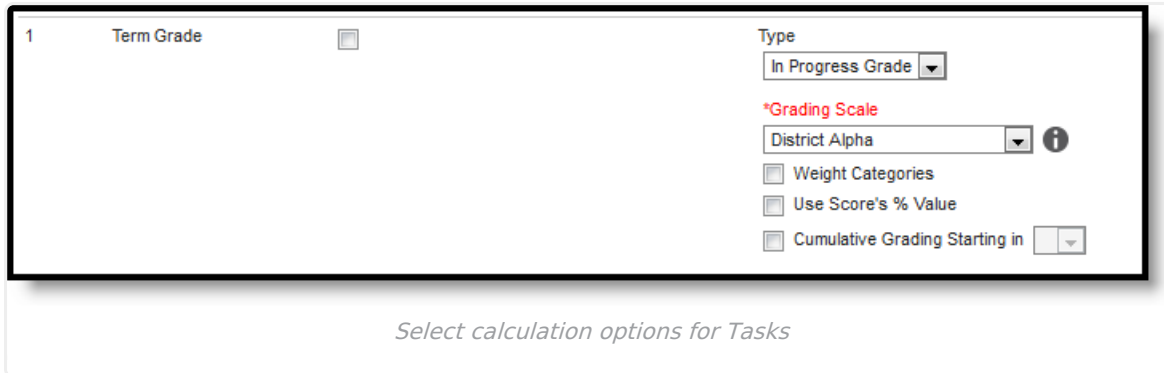 1 Term Grade Type
In Progress Grade
*Grading Scale
District Alpha
Weight Categories
Use Score's % Value
Cumulative Grading Starting in
Select calculation options for Tasks